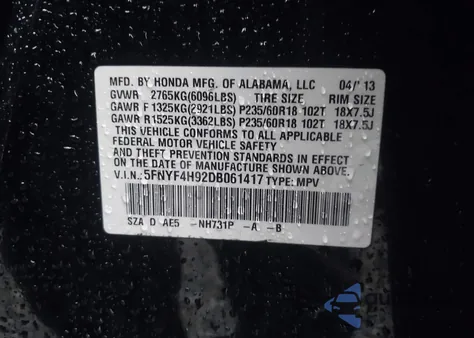 MFD. BY HONDA MFG. OF ALABAMA, LLC 04/13
GVWR 2765KG(6096LBS) TIRE SIZE RIM SIZE
GAWR F 1325KG(2921LBS) P235/60R18 102T 18X7.5J
GAWR R 1525KG(3362LBS) P235/60R18 102T 18X7.5J
THIS VEHICLE CONFORMS TO ALL APPLICABLE
FEDERAL MOTOR VEHICLE SAFETY
AND THEFT PREVENTION STANDARDS IN
EFFECT ON THE DATE OF MANUFACTURE
V.I.N.: 5FNYF4H92DB061417 TYPE: MPV
SZA D AE5 -NH731P -A -B